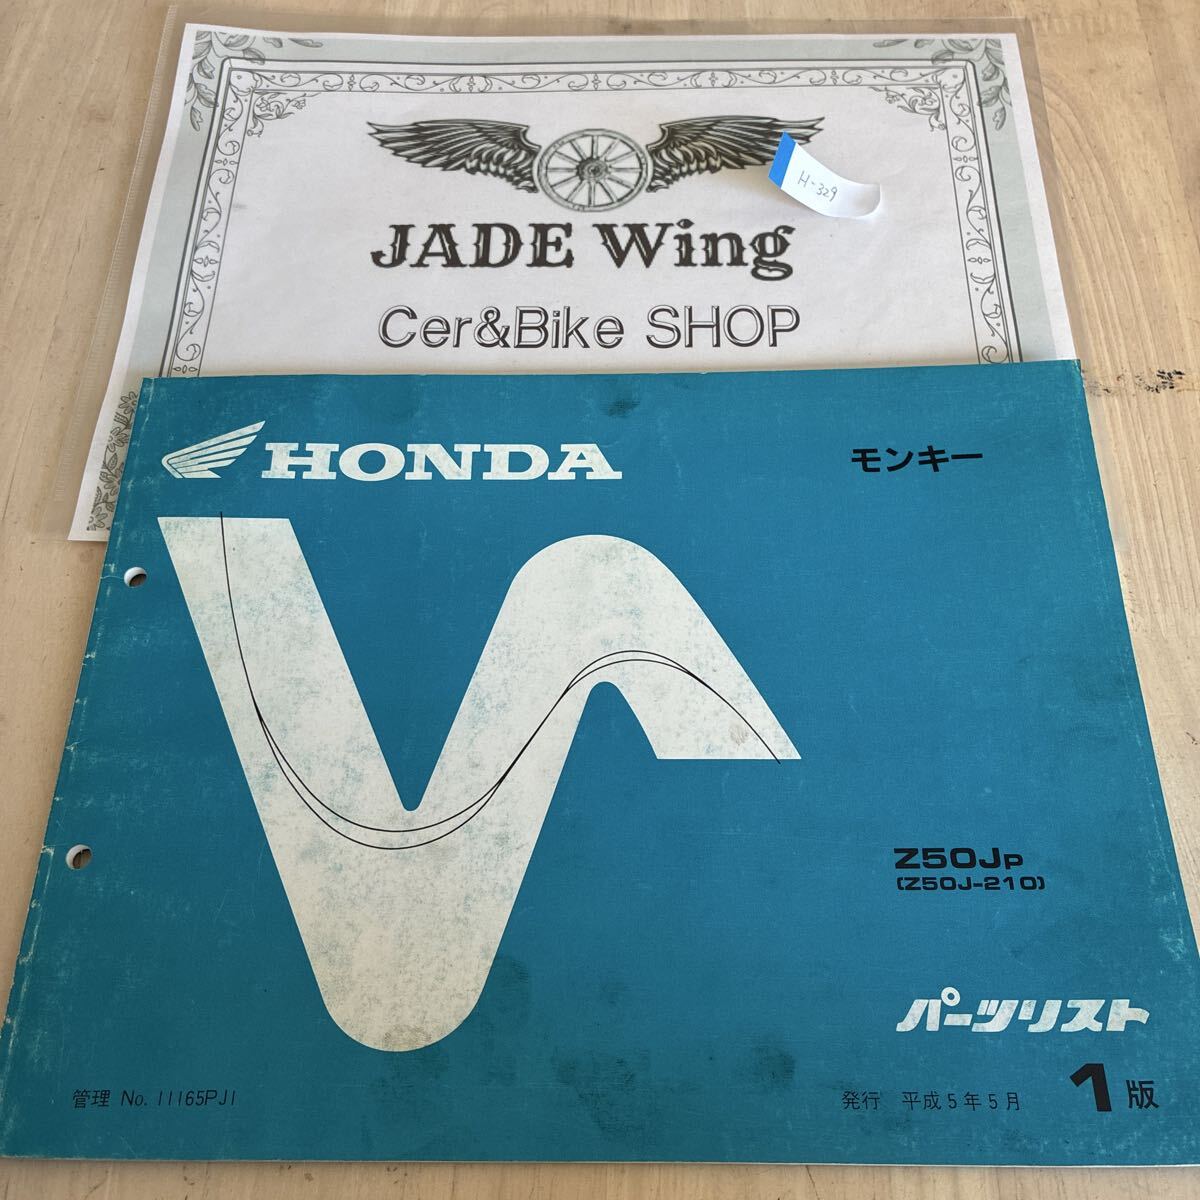 H-329
JADE Wing
Cer&Bike SHOP
HONDA
モンキー
Z50JP
(Z50J-210)
パーツリスト
管理 No. 11165PJ1
発行 平成5年5月 1版